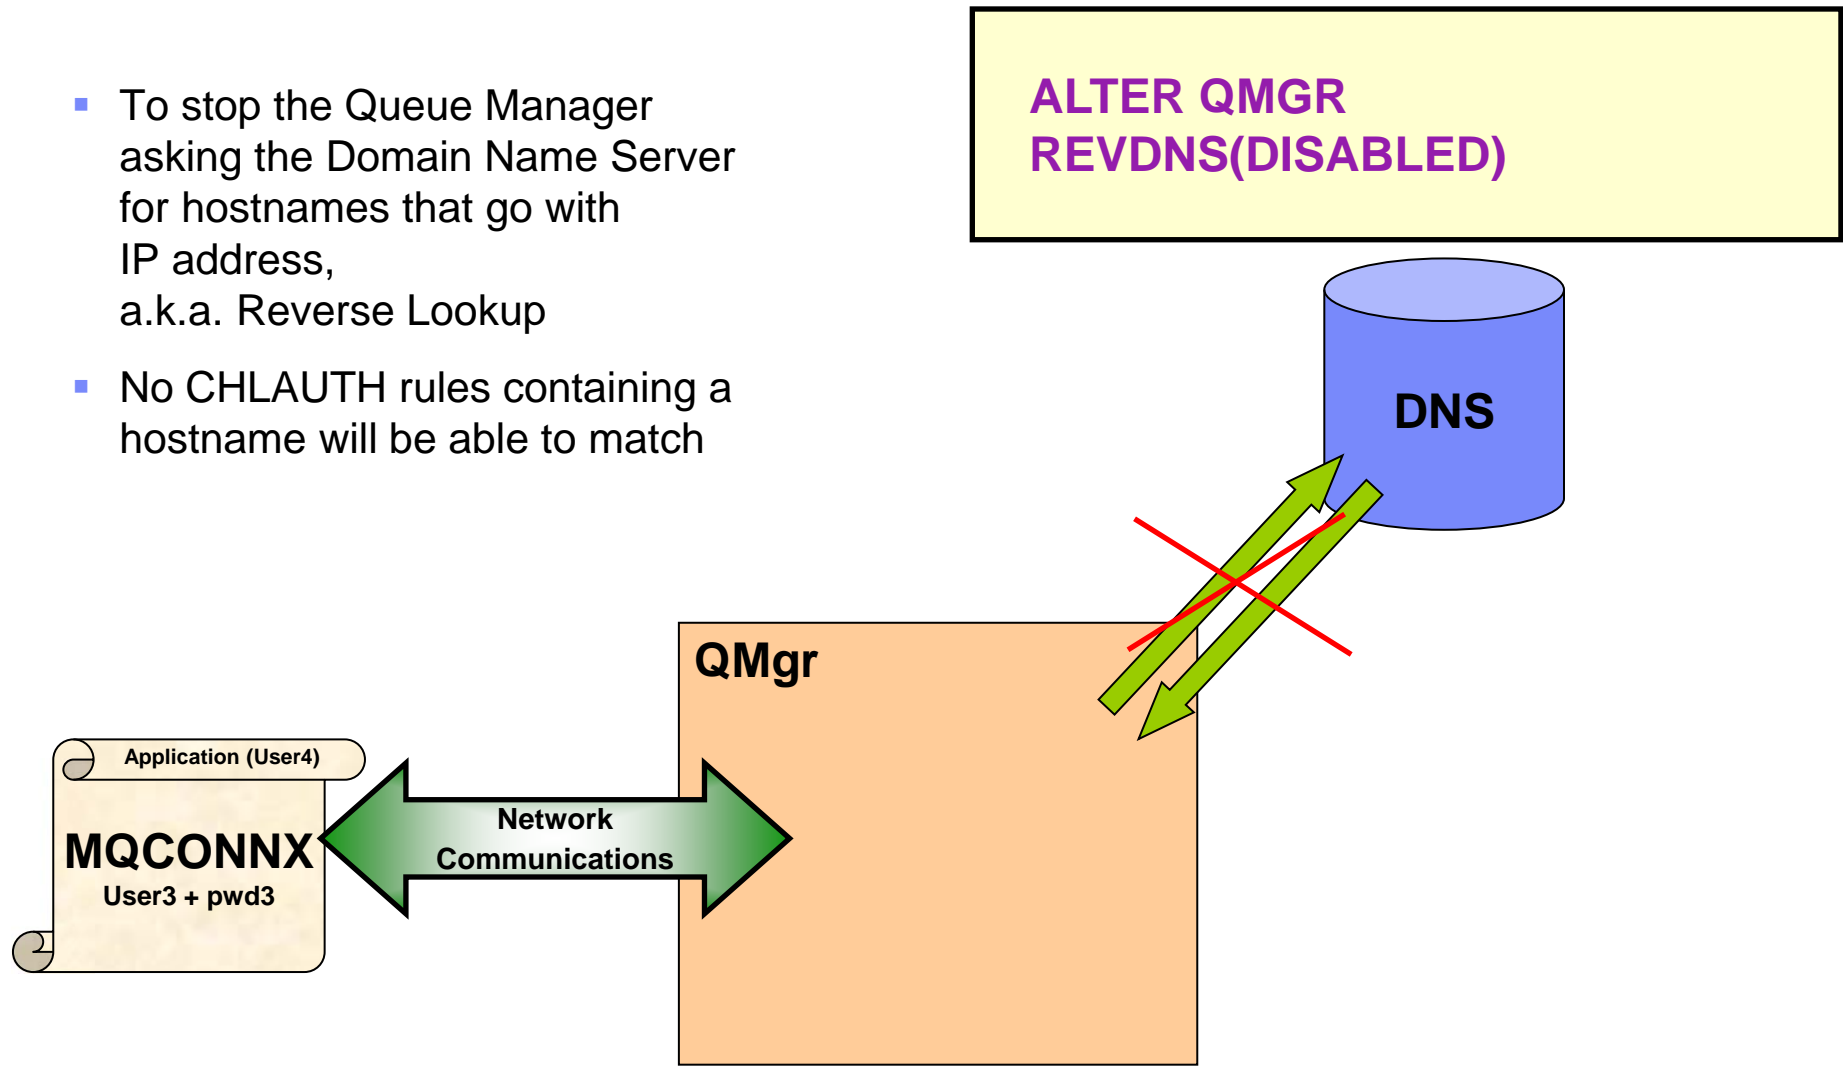 To stop the Queue Manager
asking the Domain Name Server
for hostnames that go with
IP address,
a.k.a. Reverse Lookup
No CHLAUTH rules containing a
hostname will be able to match
ALTER QMGR
REVDNS(DISABLED)
DNS
QMgr
Application (User4)
MQCONNX
User3 + pwd3
Network
Communications